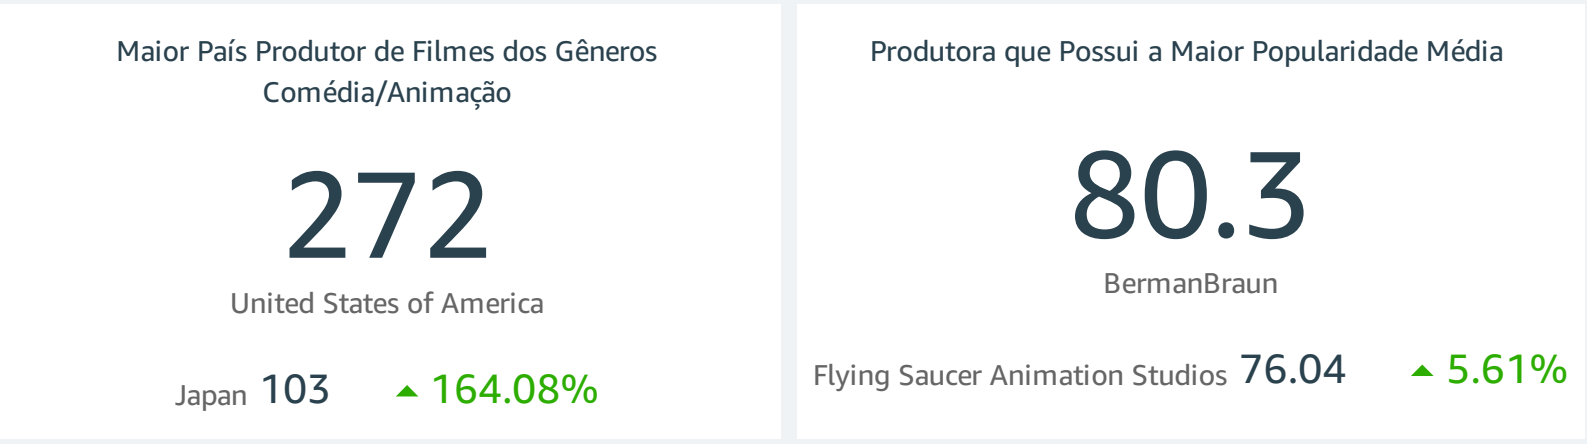 Maior País Produtor de Filmes dos Gêneros
Comédia/Animação
272
United States of America
Japan 103 ▲ 164.08%
Produtora que Possui a Maior Popularidade Média
80.3
BermanBraun
Flying Saucer Animation Studios 76.04 ▲ 5.61%